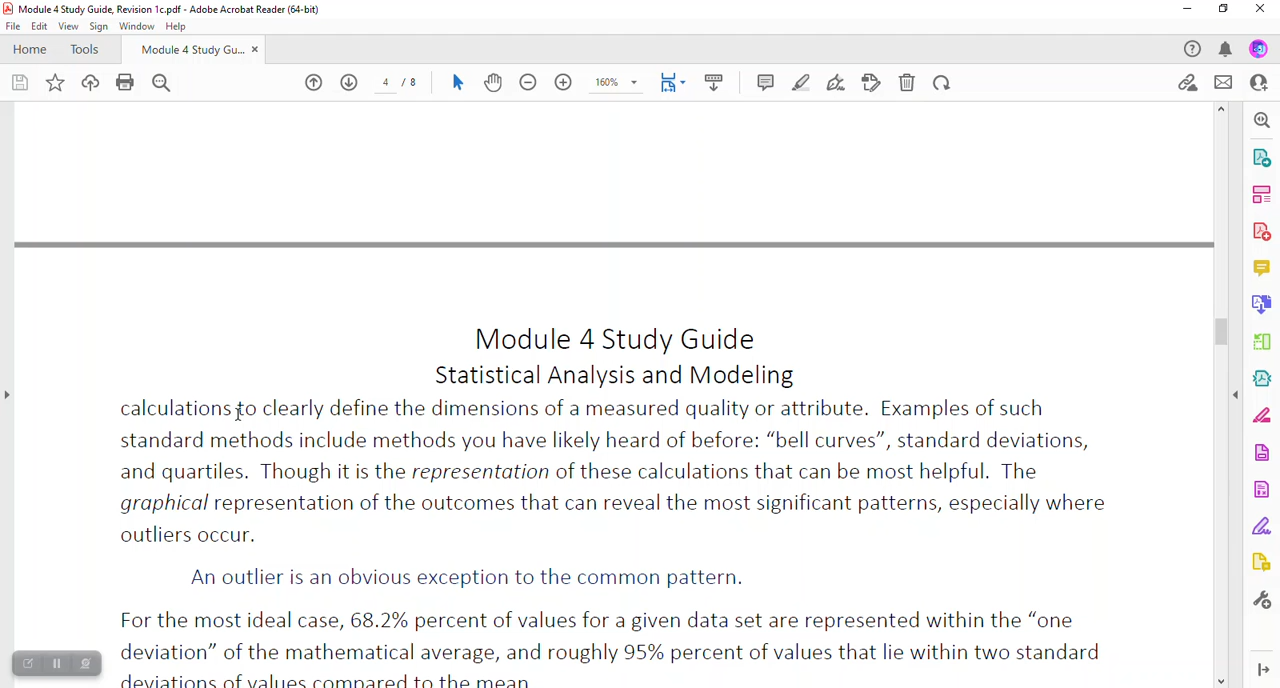 Module 4 Study Guide, Revision 1c.pdf - Adobe Acrobat Reader (64-bit)
File Edit View Sign Window Help
Home Tools Module 4 Study Gu... ×
4 / 8 160%
Module 4 Study Guide
Statistical Analysis and Modeling
calculations to clearly define the dimensions of a measured quality or attribute. Examples of such
standard methods include methods you have likely heard of before: “bell curves”, standard deviations,
and quartiles. Though it is the representation of these calculations that can be most helpful. The
graphical representation of the outcomes that can reveal the most significant patterns, especially where
outliers occur.
An outlier is an obvious exception to the common pattern.
For the most ideal case, 68.2% percent of values for a given data set are represented within the “one
deviation” of the mathematical average, and roughly 95% percent of values that lie within two standard
deviations of values compared to the mean